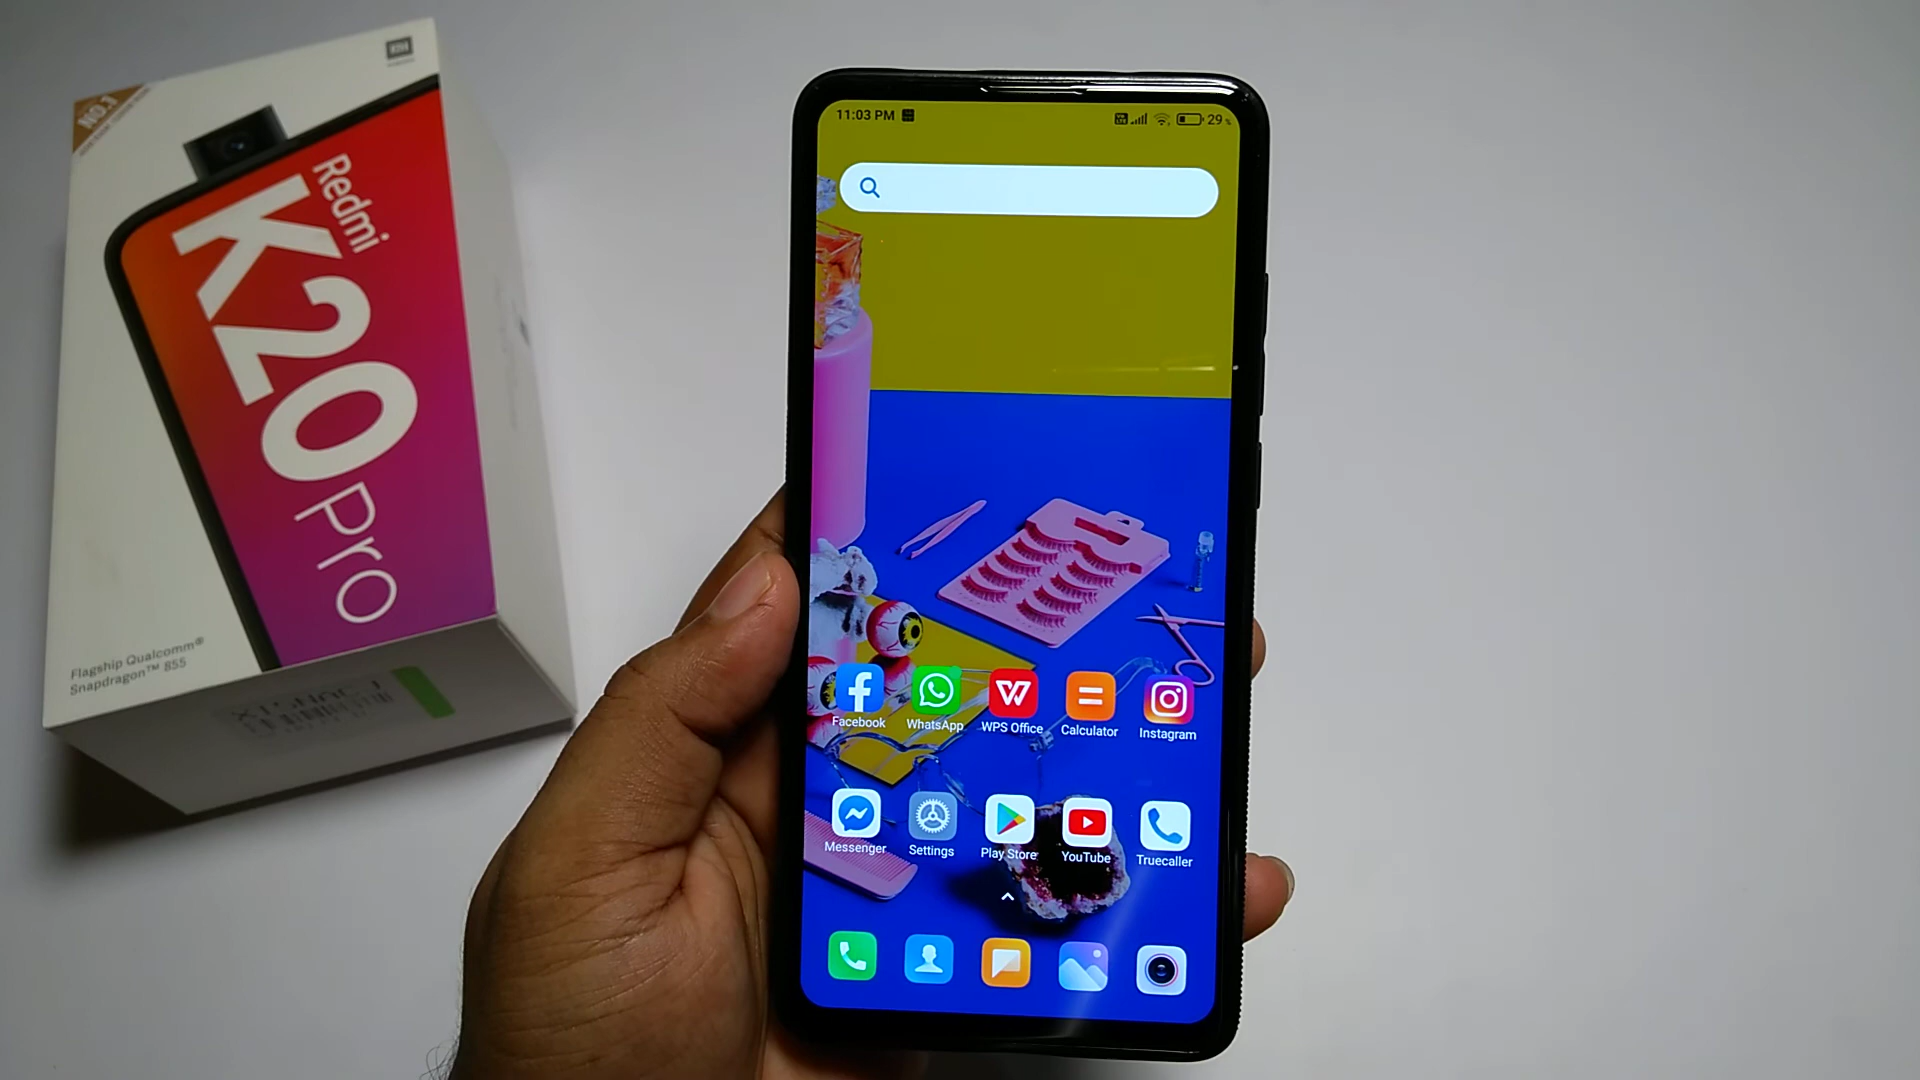 Redmi
K20 Pro
Flagship Qualcomm®
Snapdragon™ 855
11:03 PM
29
Facebook
WhatsApp
WPS Office
Calculator
Instagram
Messenger
Settings
Play Store
YouTube
Truecaller